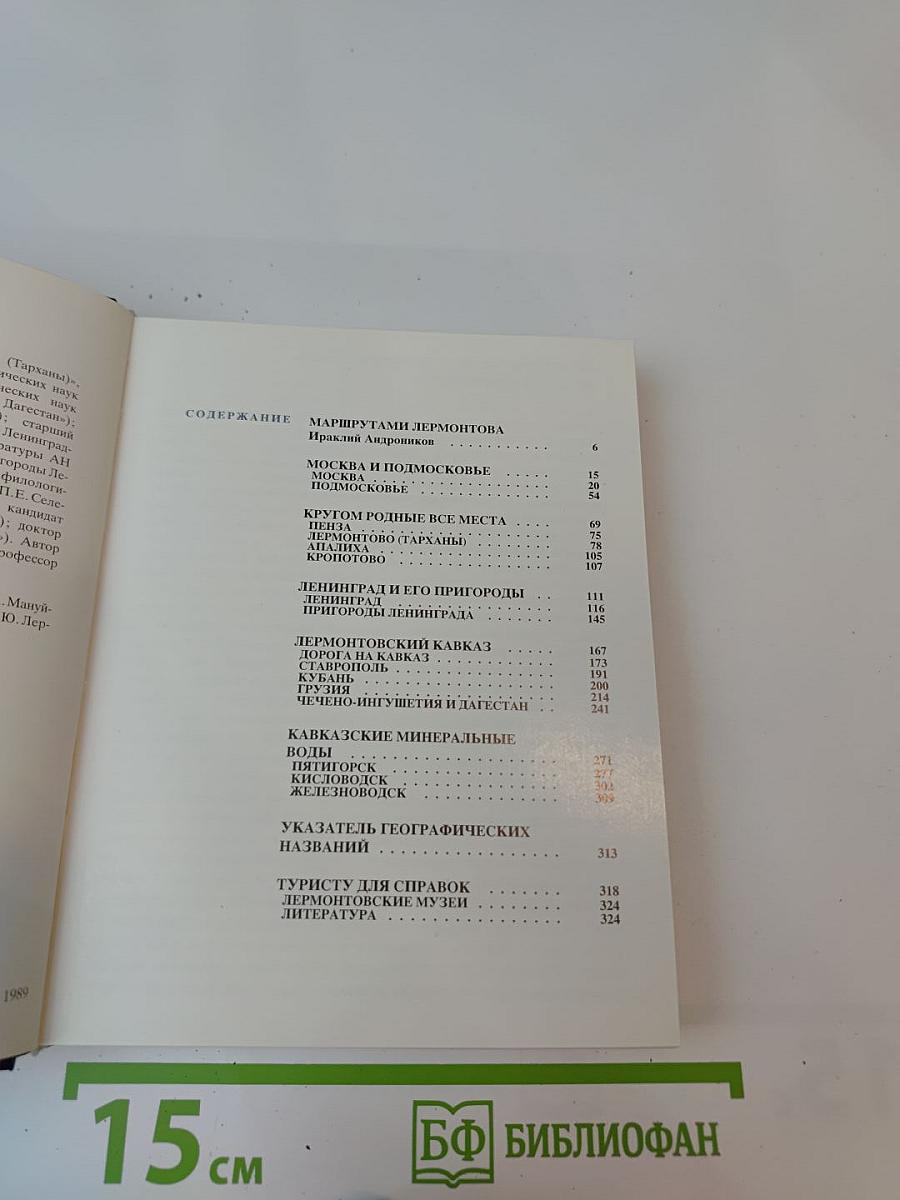 (Тарханы)»,
ических наук
ческих наук
Дагестан»);
); старший
Ленинград-
ратуры АН
городы Ле-
филологи-
П.Е. Селе-
кандидат
); доктор
»). Автор
рофессор
. Мануй-
Ю. Лер-
1989
СОДЕРЖАНИЕ
МАРШРУТАМИ ЛЕРМОНТОВА
Ираклий Андроников . . . . . . . . . . . 6
МОСКВА И ПОДМОСКОВЬЕ . . . . . 15
МОСКВА . . . . . . . . . . . . . . . . . 20
ПОДМОСКОВЬЕ . . . . . . . . . . . . 54
КРУГОМ РОДНЫЕ ВСЕ МЕСТА . . . . 69
ПЕНЗА . . . . . . . . . . . . . . . . . . 75
ЛЕРМОНТОВО (ТАРХАНЫ) . . . . . . . 78
АПАЛИХА . . . . . . . . . . . . . . . . 105
КРОПОТОВО . . . . . . . . . . . . . . 107
ЛЕНИНГРАД И ЕГО ПРИГОРОДЫ . . 111
ЛЕНИНГРАД . . . . . . . . . . . . . . 116
ПРИГОРОДЫ ЛЕНИНГРАДА . . . . . . . 145
ЛЕРМОНТОВСКИЙ КАВКАЗ . . . . . 167
ДОРОГА НА КАВКАЗ . . . . . . . . . . . 173
СТАВРОПОЛЬ . . . . . . . . . . . . . . . 191
КУБАНЬ . . . . . . . . . . . . . . . . . . 200
ГРУЗИЯ . . . . . . . . . . . . . . . . . 214
ЧЕЧЕНО-ИНГУШЕТИЯ И ДАГЕСТАН . . 241
КАВКАЗСКИЕ МИНЕРАЛЬНЫЕ
ВОДЫ . . . . . . . . . . . . . . . . . . 271
ПЯТИГОРСК . . . . . . . . . . . . . . 277
КИСЛОВОДСК . . . . . . . . . . . . . . 302
ЖЕЛЕЗНОВОДСК . . . . . . . . . . . . 309
УКАЗАТЕЛЬ ГЕОГРАФИЧЕСКИХ
НАЗВАНИЙ . . . . . . . . . . . . . . . . 313
ТУРИСТУ ДЛЯ СПРАВОК . . . . . . . 318
ЛЕРМОНТОВСКИЕ МУЗЕИ . . . . . . . . 324
ЛИТЕРАТУРА . . . . . . . . . . . . . . . . 324
15 см
БФ БИБЛИОФАН